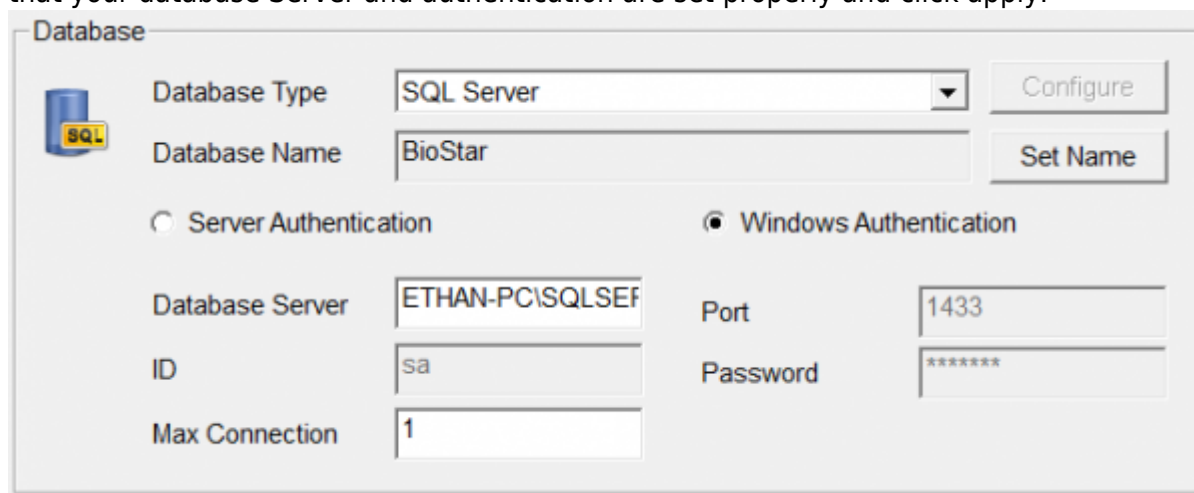 that your database Server and authentication are set properly and click apply.
Database
SQL
Database Type SQL Server Configure
Database Name BioStar Set Name
Server Authentication Windows Authentication
Database Server ETHAN-PC\SQLSER Port 1433
ID sa Password *******
Max Connection 1